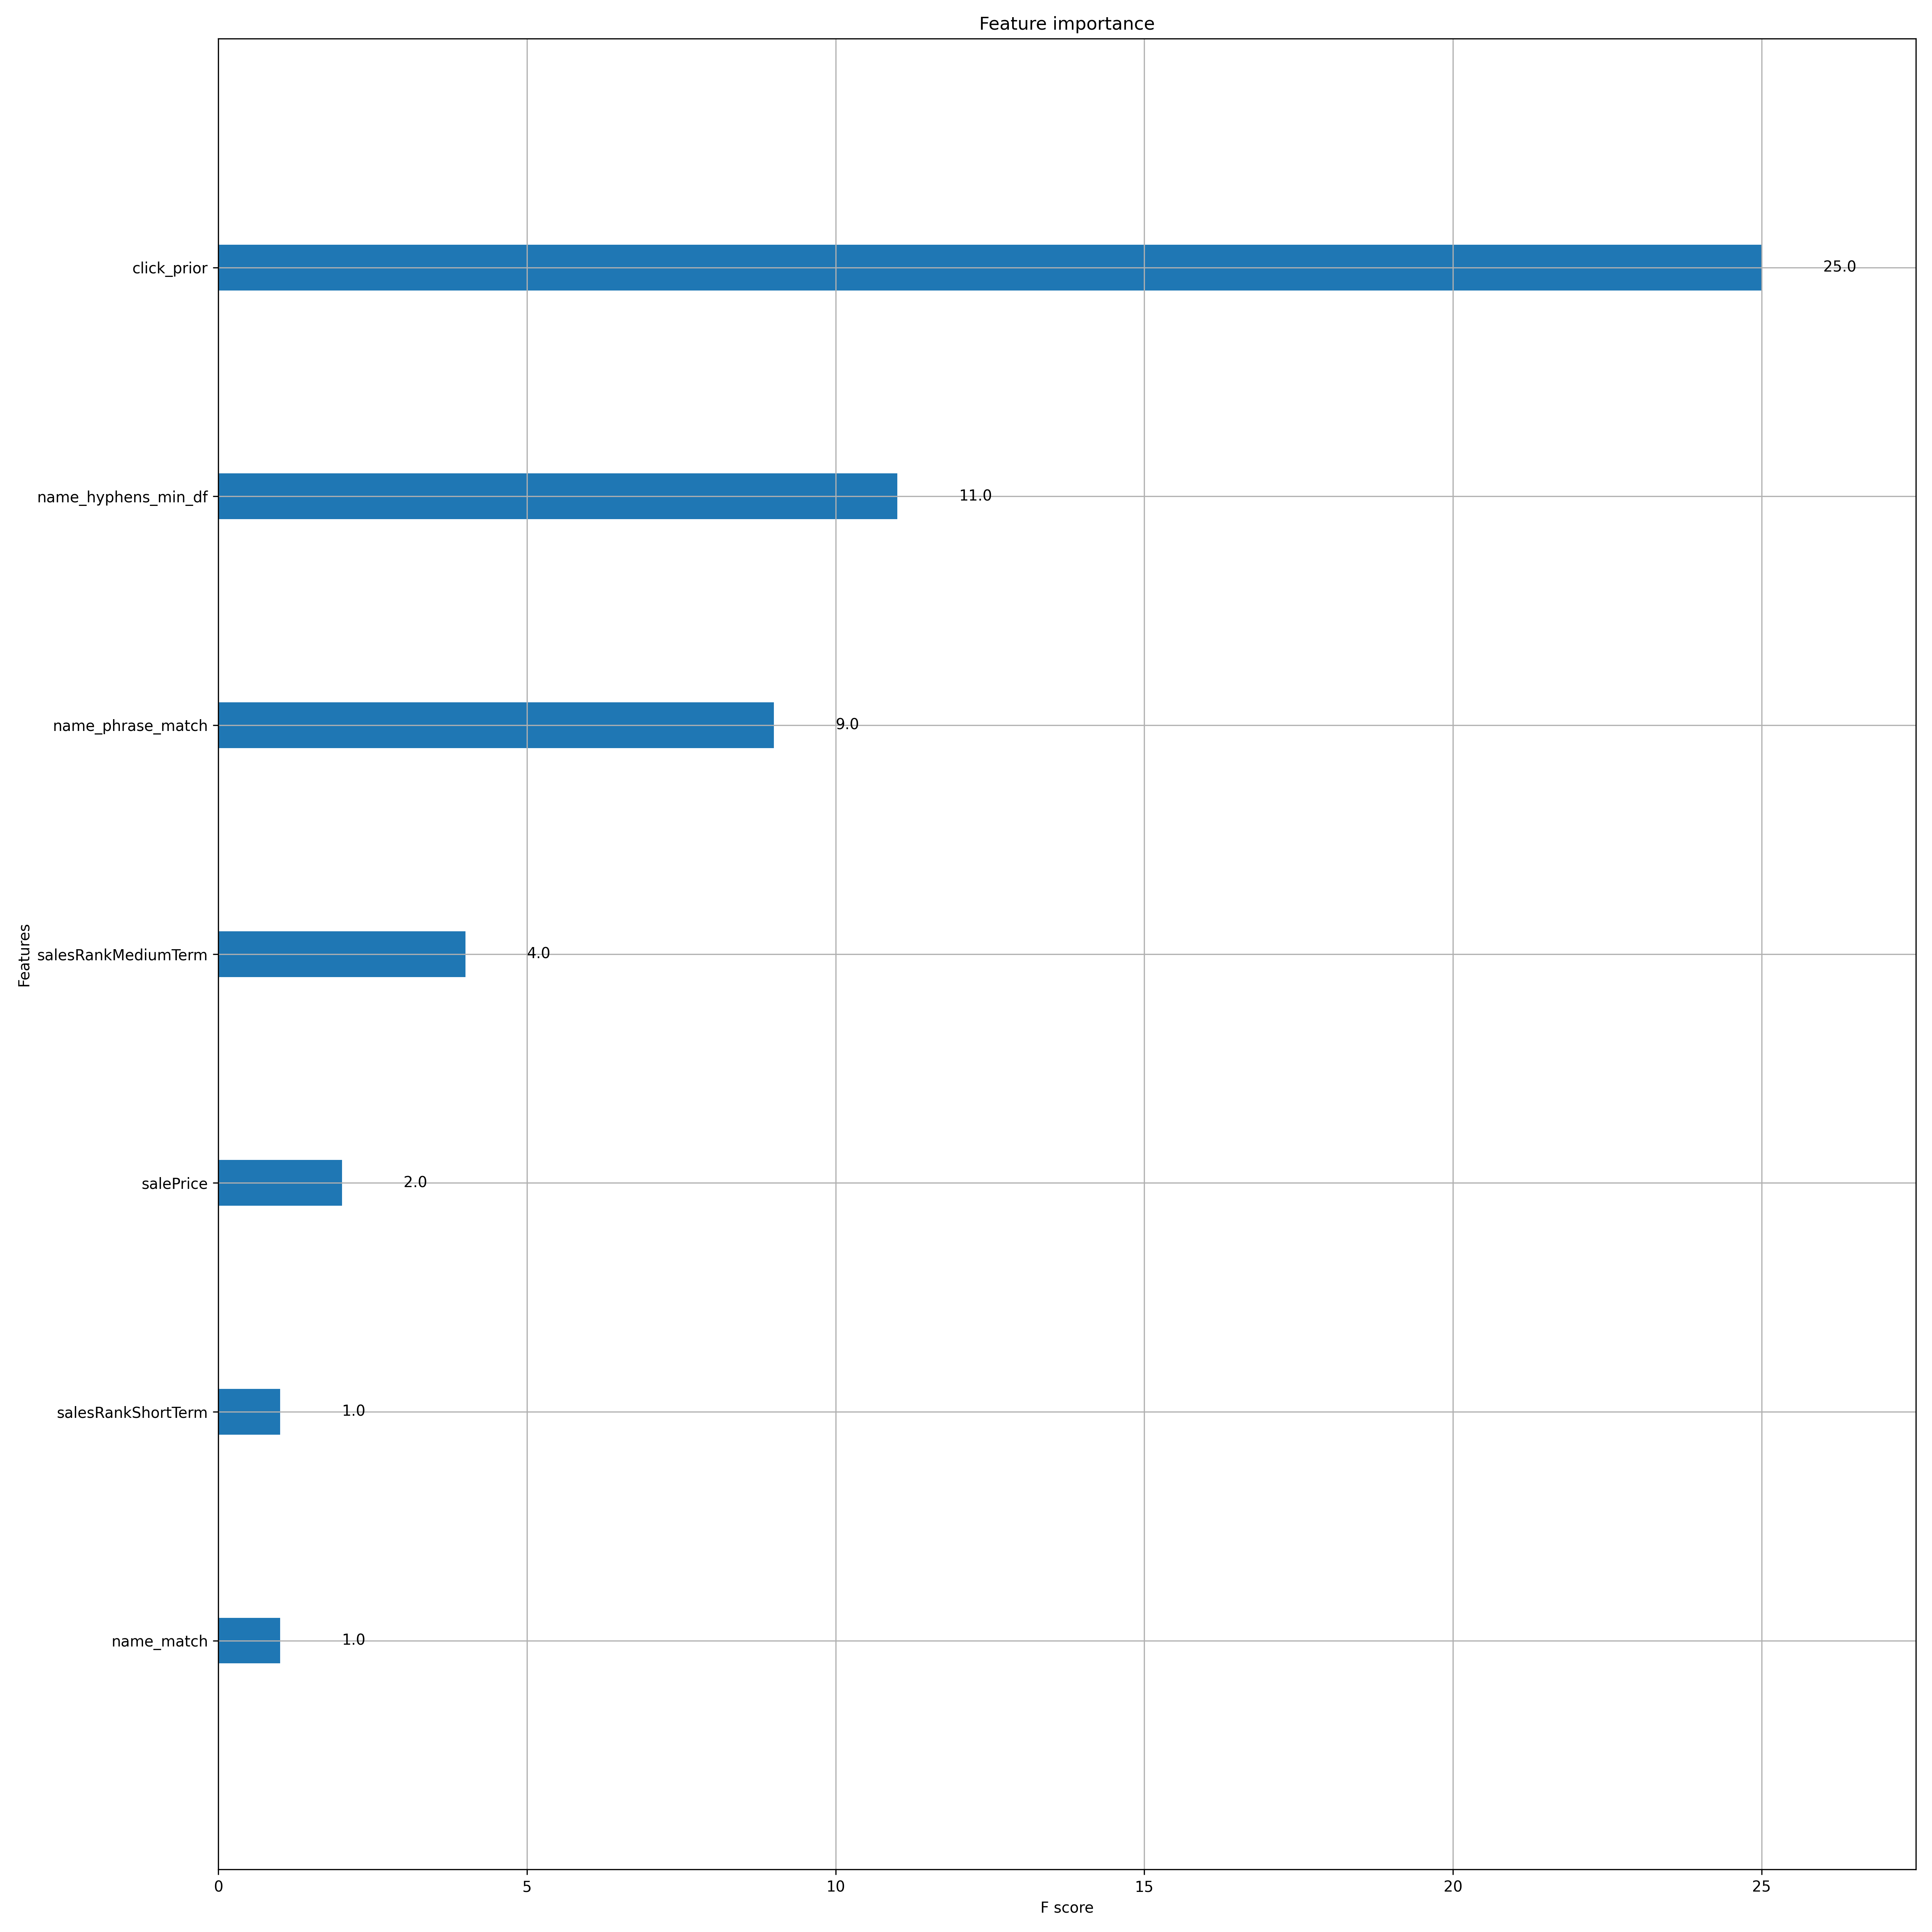 Feature importance
click_prior
25.0
name_hyphens_min_df
11.0
name_phrase_match
9.0
salesRankMediumTerm
4.0
salePrice
2.0
salesRankShortTerm
1.0
name_match
1.0
Features
0 5 10 15 20 25
F score